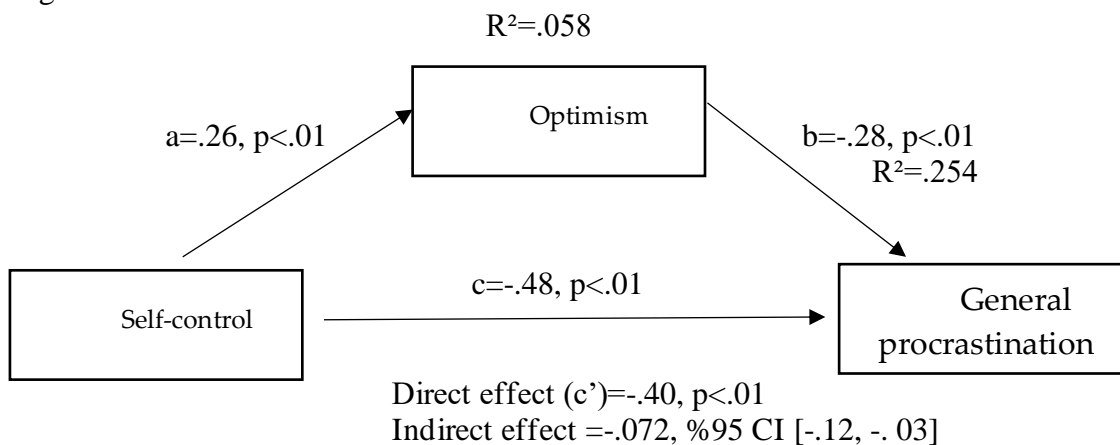 R²=.058
Optimism
a=.26, p<.01
b=-.28, p<.01
R²=.254
c=-.48, p<.01
Self-control
General
procrastination
Direct effect (c’)=-.40, p<.01
Indirect effect =-.072, %95 CI [-.12, -. 03]